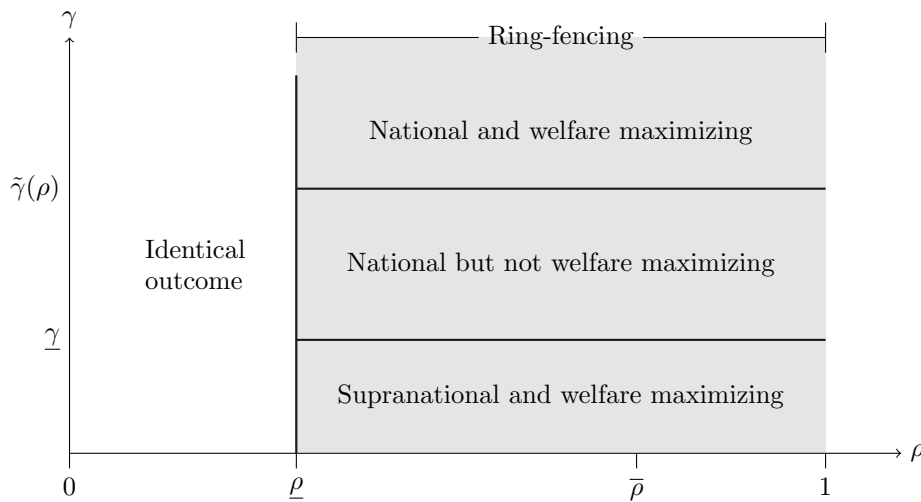 γ
Ring-fencing
National and welfare maximizing
γ̃(ρ)
Identical
outcome
National but not welfare maximizing
γ̲
Supranational and welfare maximizing
ρ
0
ρ̲
ρ̅
1